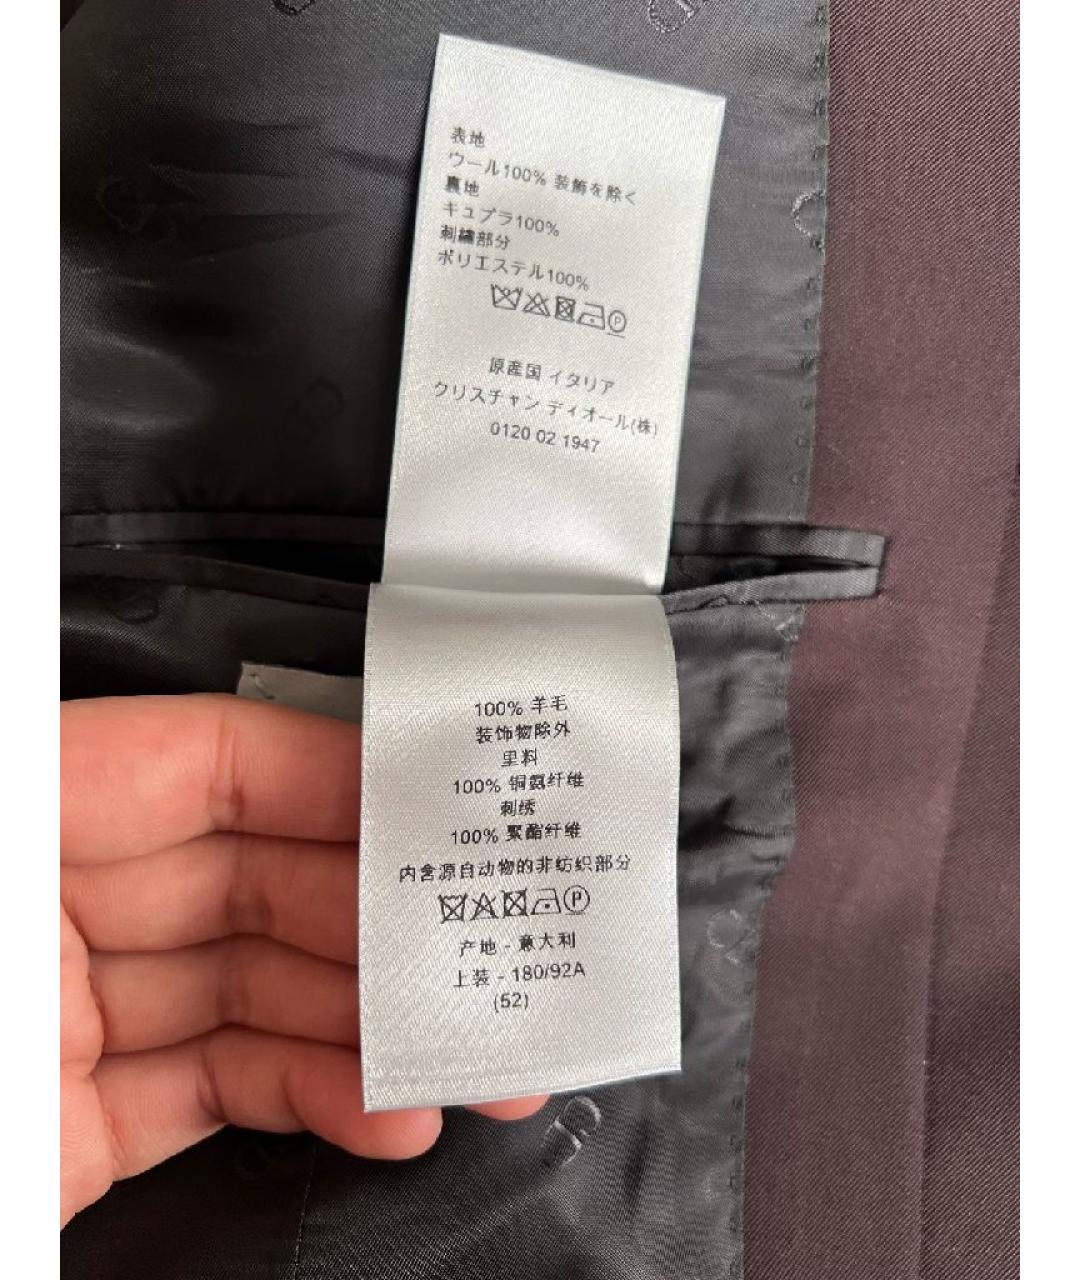 表地
ウール100% 装飾を除く
裏地
キュプラ100%
刺繍部分
ポリエステル100%
P
原産国 イタリア
クリスチャン ディオール(株)
0120 02 1947
100% 羊毛
装饰物除外
里料
100% 铜氨纤维
刺绣
100% 聚酯纤维
内含源自动物的非纺织部分
P
产地 - 意大利
上装 - 180/92A
(52)